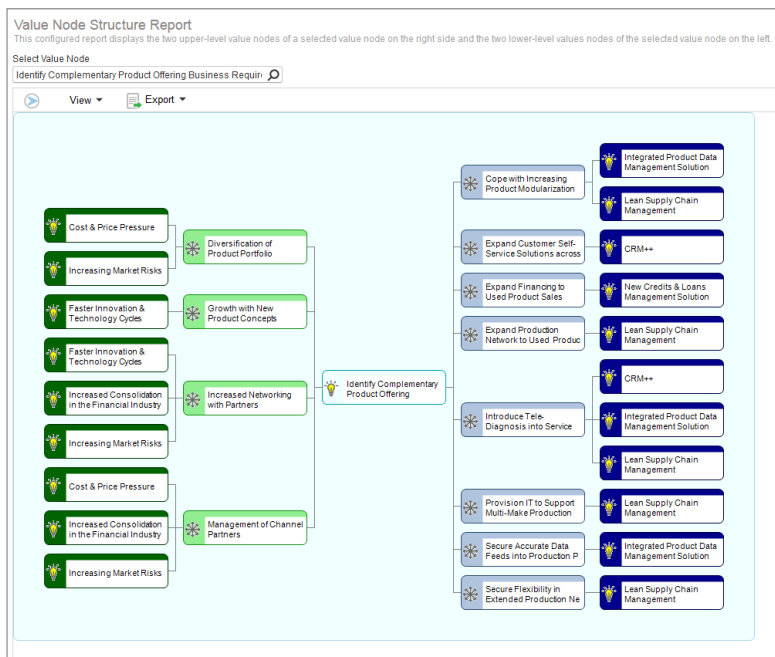 Value Node Structure Report
This configured report displays the two upper-level value nodes of a selected value node on the right side and the two lower-level values nodes of the selected value node on the left.
Select Value Node
Identify Complementary Product Offering Business Requir
View
Export
Cost & Price Pressure
Increasing Market Risks
Faster Innovation &
Technology Cycles
Faster Innovation &
Technology Cycles
Increased Consolidation
in the Financial Industry
Increasing Market Risks
Cost & Price Pressure
Increased Consolidation
in the Financial Industry
Increasing Market Risks
Diversification of
Product Portfolio
Growth with New
Product Concepts
Increased Networking
with Partners
Management of Channel
Partners
Identify Complementary
Product Offering
Cope with Increasing
Product Modularization
Expand Customer Self-
Service Solutions across
Expand Financing to
Used Product Sales
Expand Production
Network to Used Produc
Introduce Tele-
Diagnosis into Service
Provision IT to Support
Multi-Make Production
Secure Accurate Data
Feeds into Production P
Secure Flexibility in
Extended Production Ne
Integrated Product Data
Management Solution
Lean Supply Chain
Management
CRM++
New Credits & Loans
Management Solution
Lean Supply Chain
Management
CRM++
Integrated Product Data
Management Solution
Lean Supply Chain
Management
Lean Supply Chain
Management
Integrated Product Data
Management Solution
Lean Supply Chain
Management